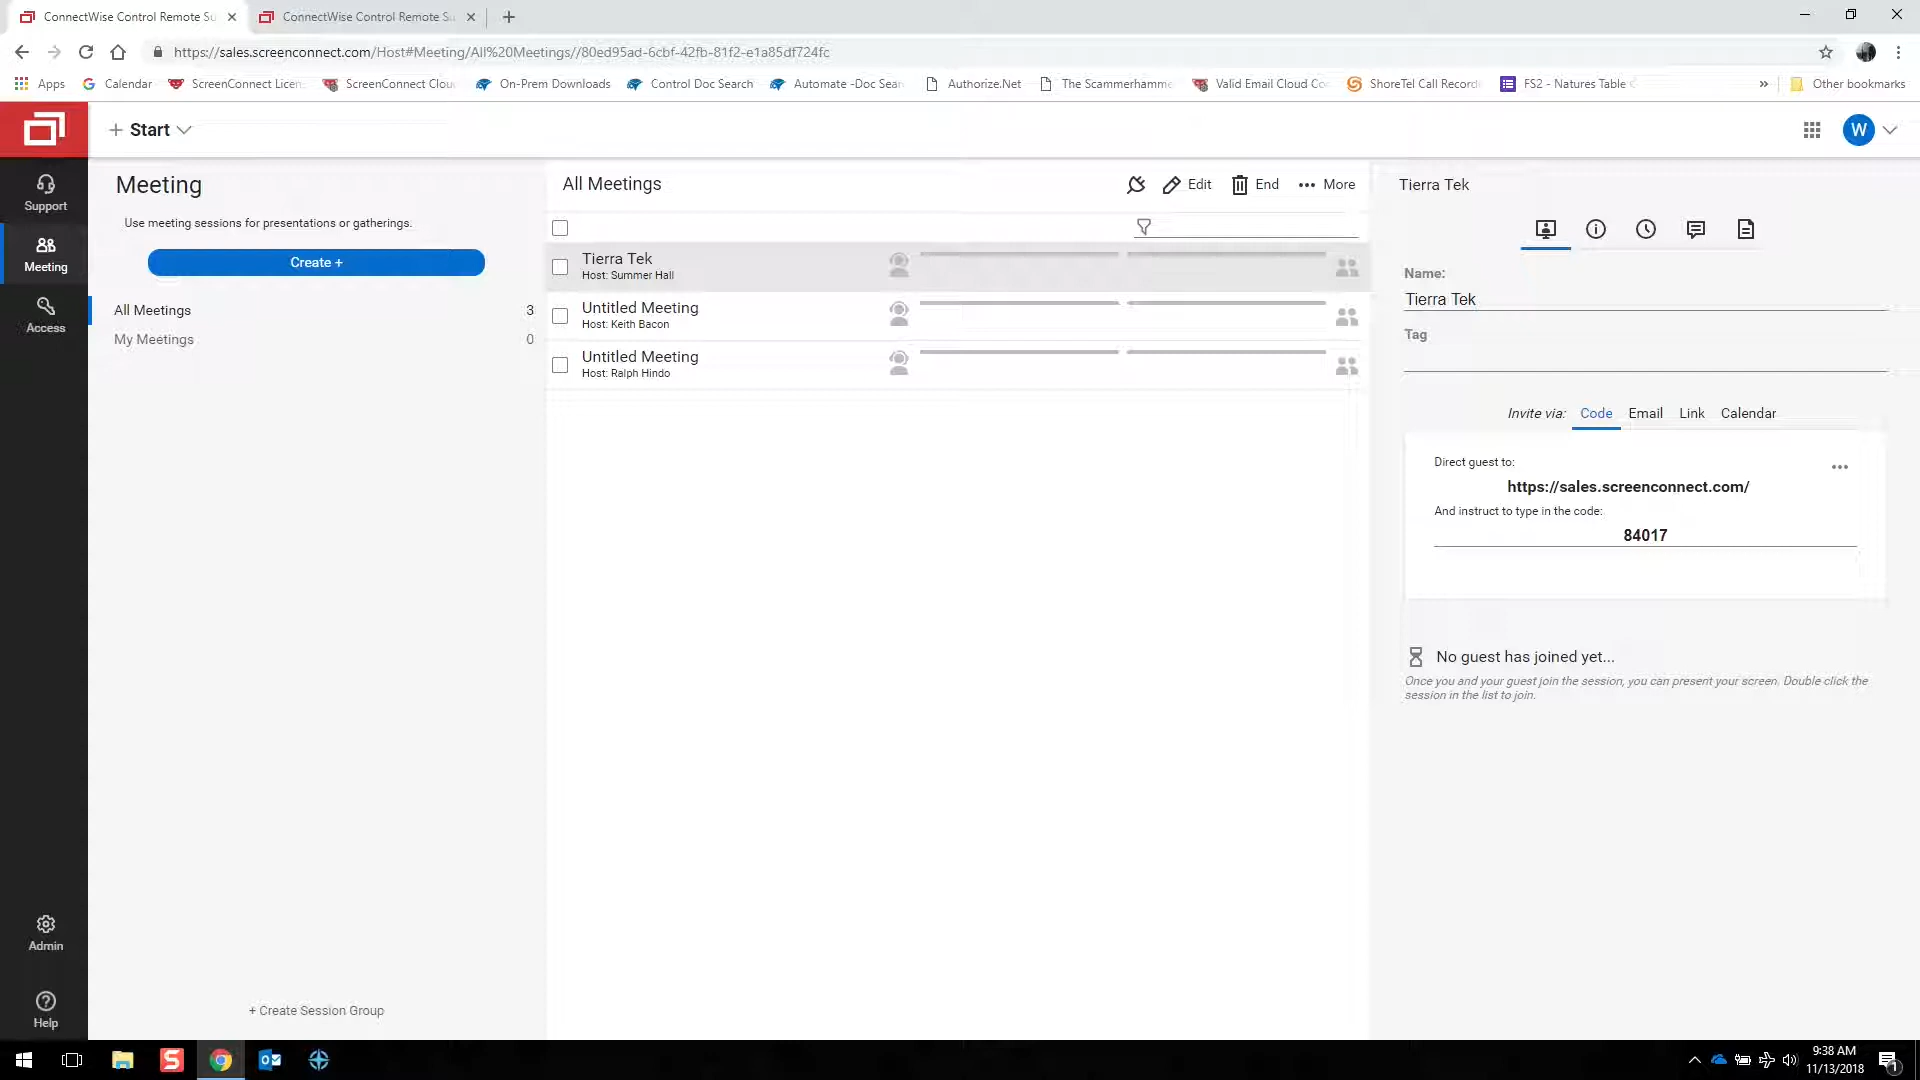 ConnectWise Control Remote Su
ConnectWise Control Remote Su
https://sales.screenconnect.com/Host#Meeting/All%20Meetings//80ed95ad-6cbf-42fb-81f2-e1a85df724fc
Apps
Calendar
ScreenConnect Licen
ScreenConnect Clou
On-Prem Downloads
Control Doc Search
Automate -Doc Sear
Authorize.Net
The Scammerhamme
Valid Email Cloud Co
ShoreTel Call Record
FS2 - Natures Table
Other bookmarks
+ Start
W
Support
Meeting
Access
Admin
Help
Meeting
Use meeting sessions for presentations or gatherings.
Create +
All Meetings 3
My Meetings 0
+ Create Session Group
All Meetings
Edit
End
More
Tierra Tek
Host: Summer Hall
Untitled Meeting
Host: Keith Bacon
Untitled Meeting
Host: Ralph Hindo
Tierra Tek
Name:
Tierra Tek
Tag
Invite via: Code Email Link Calendar
Direct guest to:
https://sales.screenconnect.com/
And instruct to type in the code:
84017
No guest has joined yet...
Once you and your guest join the session, you can present your screen. Double click the
session in the list to join.
9:38 AM
11/13/2018
1